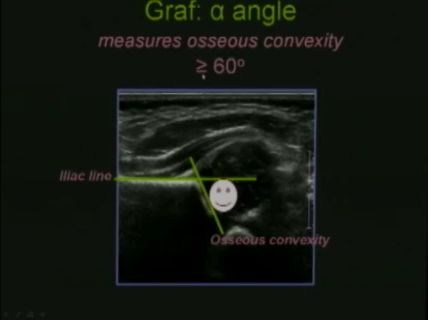 Graf: α angle
measures osseous convexity
≥ 60º
Iliac line
Osseous convexity